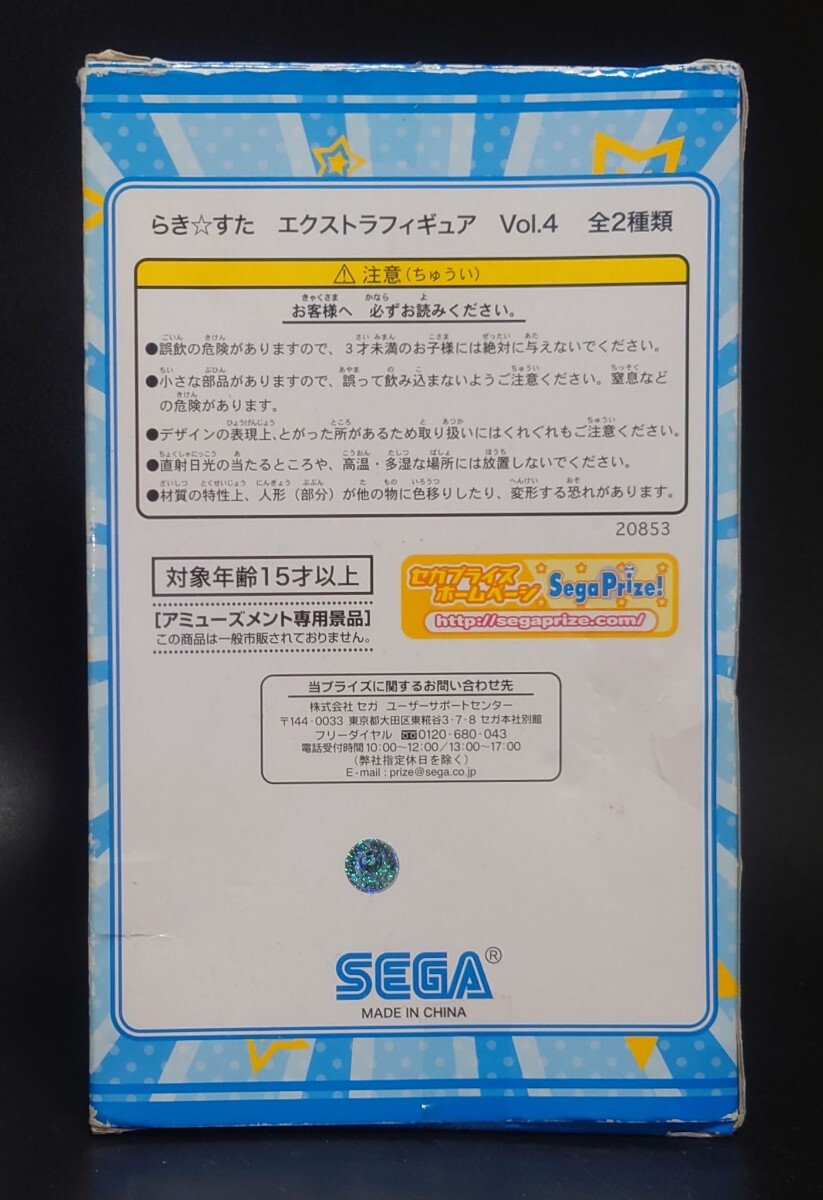 らき☆すた エクストラフィギュア Vol.4 全2種類
⚠ 注意(ちゅうい)
お客様へ 必ずお読みください。
●誤飲の危険がありますので、3才未満のお子様には絶対に与えないでください。
●小さな部品がありますので、誤って飲み込まないようご注意ください。窒息など
の危険があります。
●デザインの表現上、とがった所があるため取り扱いにはくれぐれもご注意ください。
●直射日光の当たるところや、高温・多湿な場所には放置しないでください。
●材質の特性上、人形(部分)が他の物に色移りしたり、変形する恐れがあります。
20853
対象年齢15才以上
[アミューズメント専用景品]
この商品は一般市販されておりません。
セガプライズ
ホームページ
SegaPrize!
http://segaprize.com/
当プライズに関するお問い合わせ先
株式会社 セガ ユーザーサポートセンター
〒144-0033 東京都大田区東糀谷3-7-8 セガ本社別館
フリーダイヤル 0120-680-043
電話受付時間 10:00~12:00/13:00~17:00
(弊社指定休日を除く)
E-mail:prize@sega.co.jp
SEGA®
MADE IN CHINA